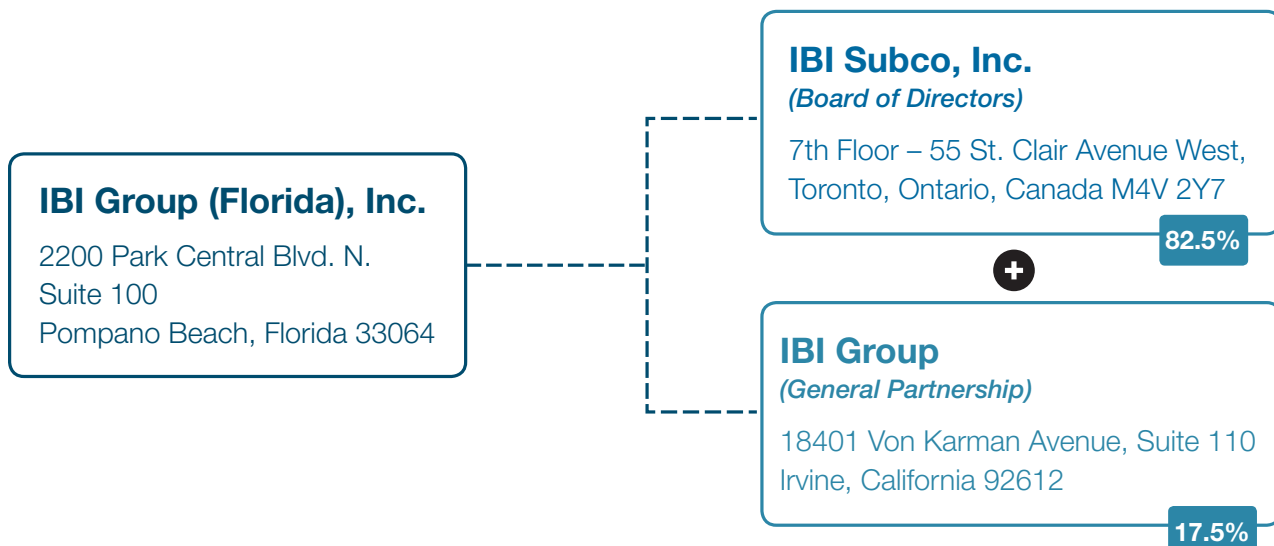 IBI Group (Florida), Inc.
2200 Park Central Blvd. N.
Suite 100
Pompano Beach, Florida 33064
IBI Subco, Inc.
(Board of Directors)
7th Floor – 55 St. Clair Avenue West,
Toronto, Ontario, Canada M4V 2Y7
82.5%
+
IBI Group
(General Partnership)
18401 Von Karman Avenue, Suite 110
Irvine, California 92612
17.5%